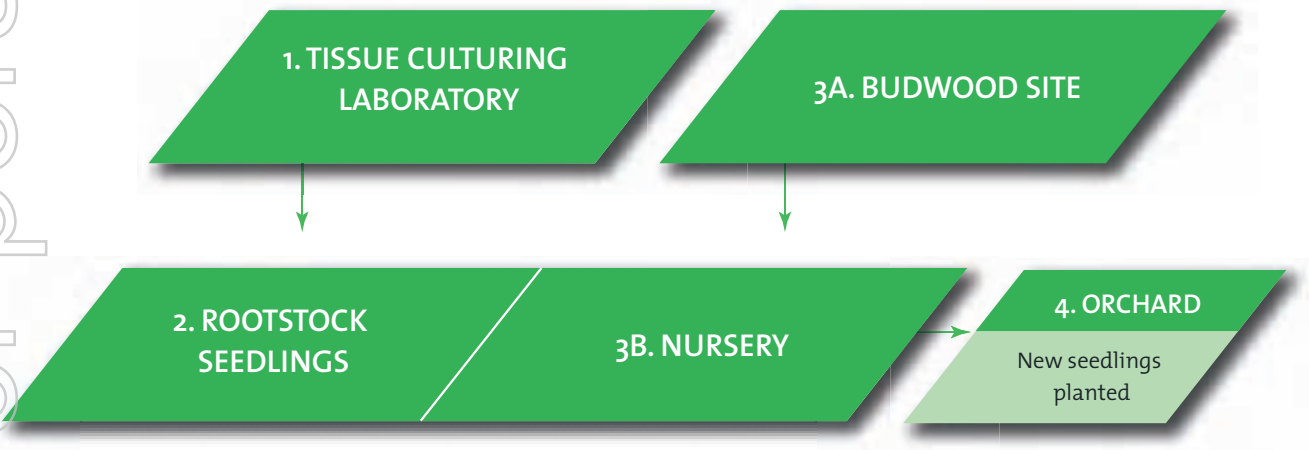 1. TISSUE CULTURING
LABORATORY
3A. BUDWOOD SITE
2. ROOTSTOCK
SEEDLINGS
3B. NURSERY
4. ORCHARD
New seedlings
planted